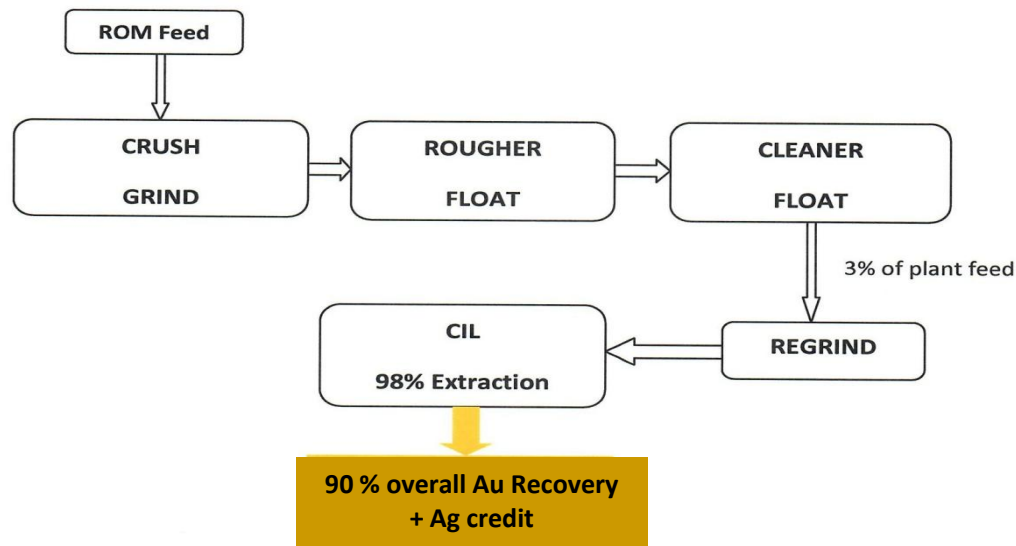 ROM Feed
CRUSH
GRIND
ROUGHER
FLOAT
CLEANER
FLOAT
3% of plant feed
REGRIND
CIL
98% Extraction
90 % overall Au Recovery
+ Ag credit